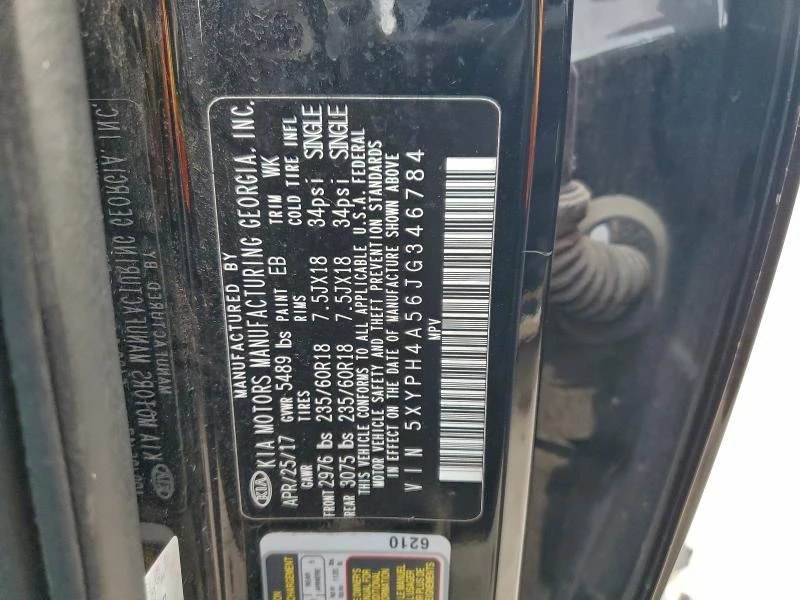 MANUFACTURED BY
KIA KIA MOTORS MANUFACTURING GEORGIA, INC.
APR/25/17 GVWR 5489 lbs PAINT EB TRIM WK
GAWR TIRES RIMS COLD TIRE INFL
FRONT 2976 lbs 235/60R18 7.5JX18 34psi SINGLE
REAR 3075 lbs 235/60R18 7.5JX18 34psi SINGLE
THIS VEHICLE CONFORMS TO ALL APPLICABLE U.S.A. FEDERAL
MOTOR VEHICLE SAFETY AND THEFT PREVENTION STANDARDS
IN EFFECT ON THE DATE OF MANUFACTURE SHOWN ABOVE
VIN 5XYPH4A56JG346784
MPV
6210